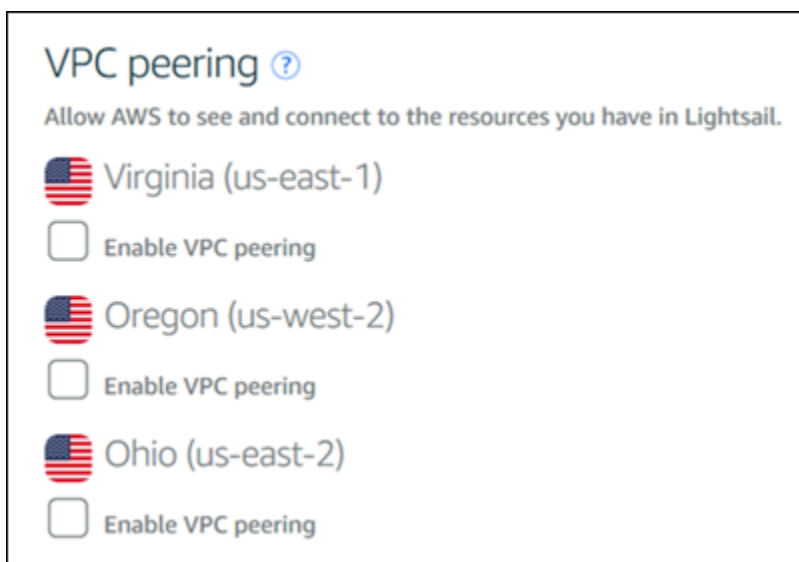 VPC peering ?
Allow AWS to see and connect to the resources you have in Lightsail.
Virginia (us-east-1)
Enable VPC peering
Oregon (us-west-2)
Enable VPC peering
Ohio (us-east-2)
Enable VPC peering